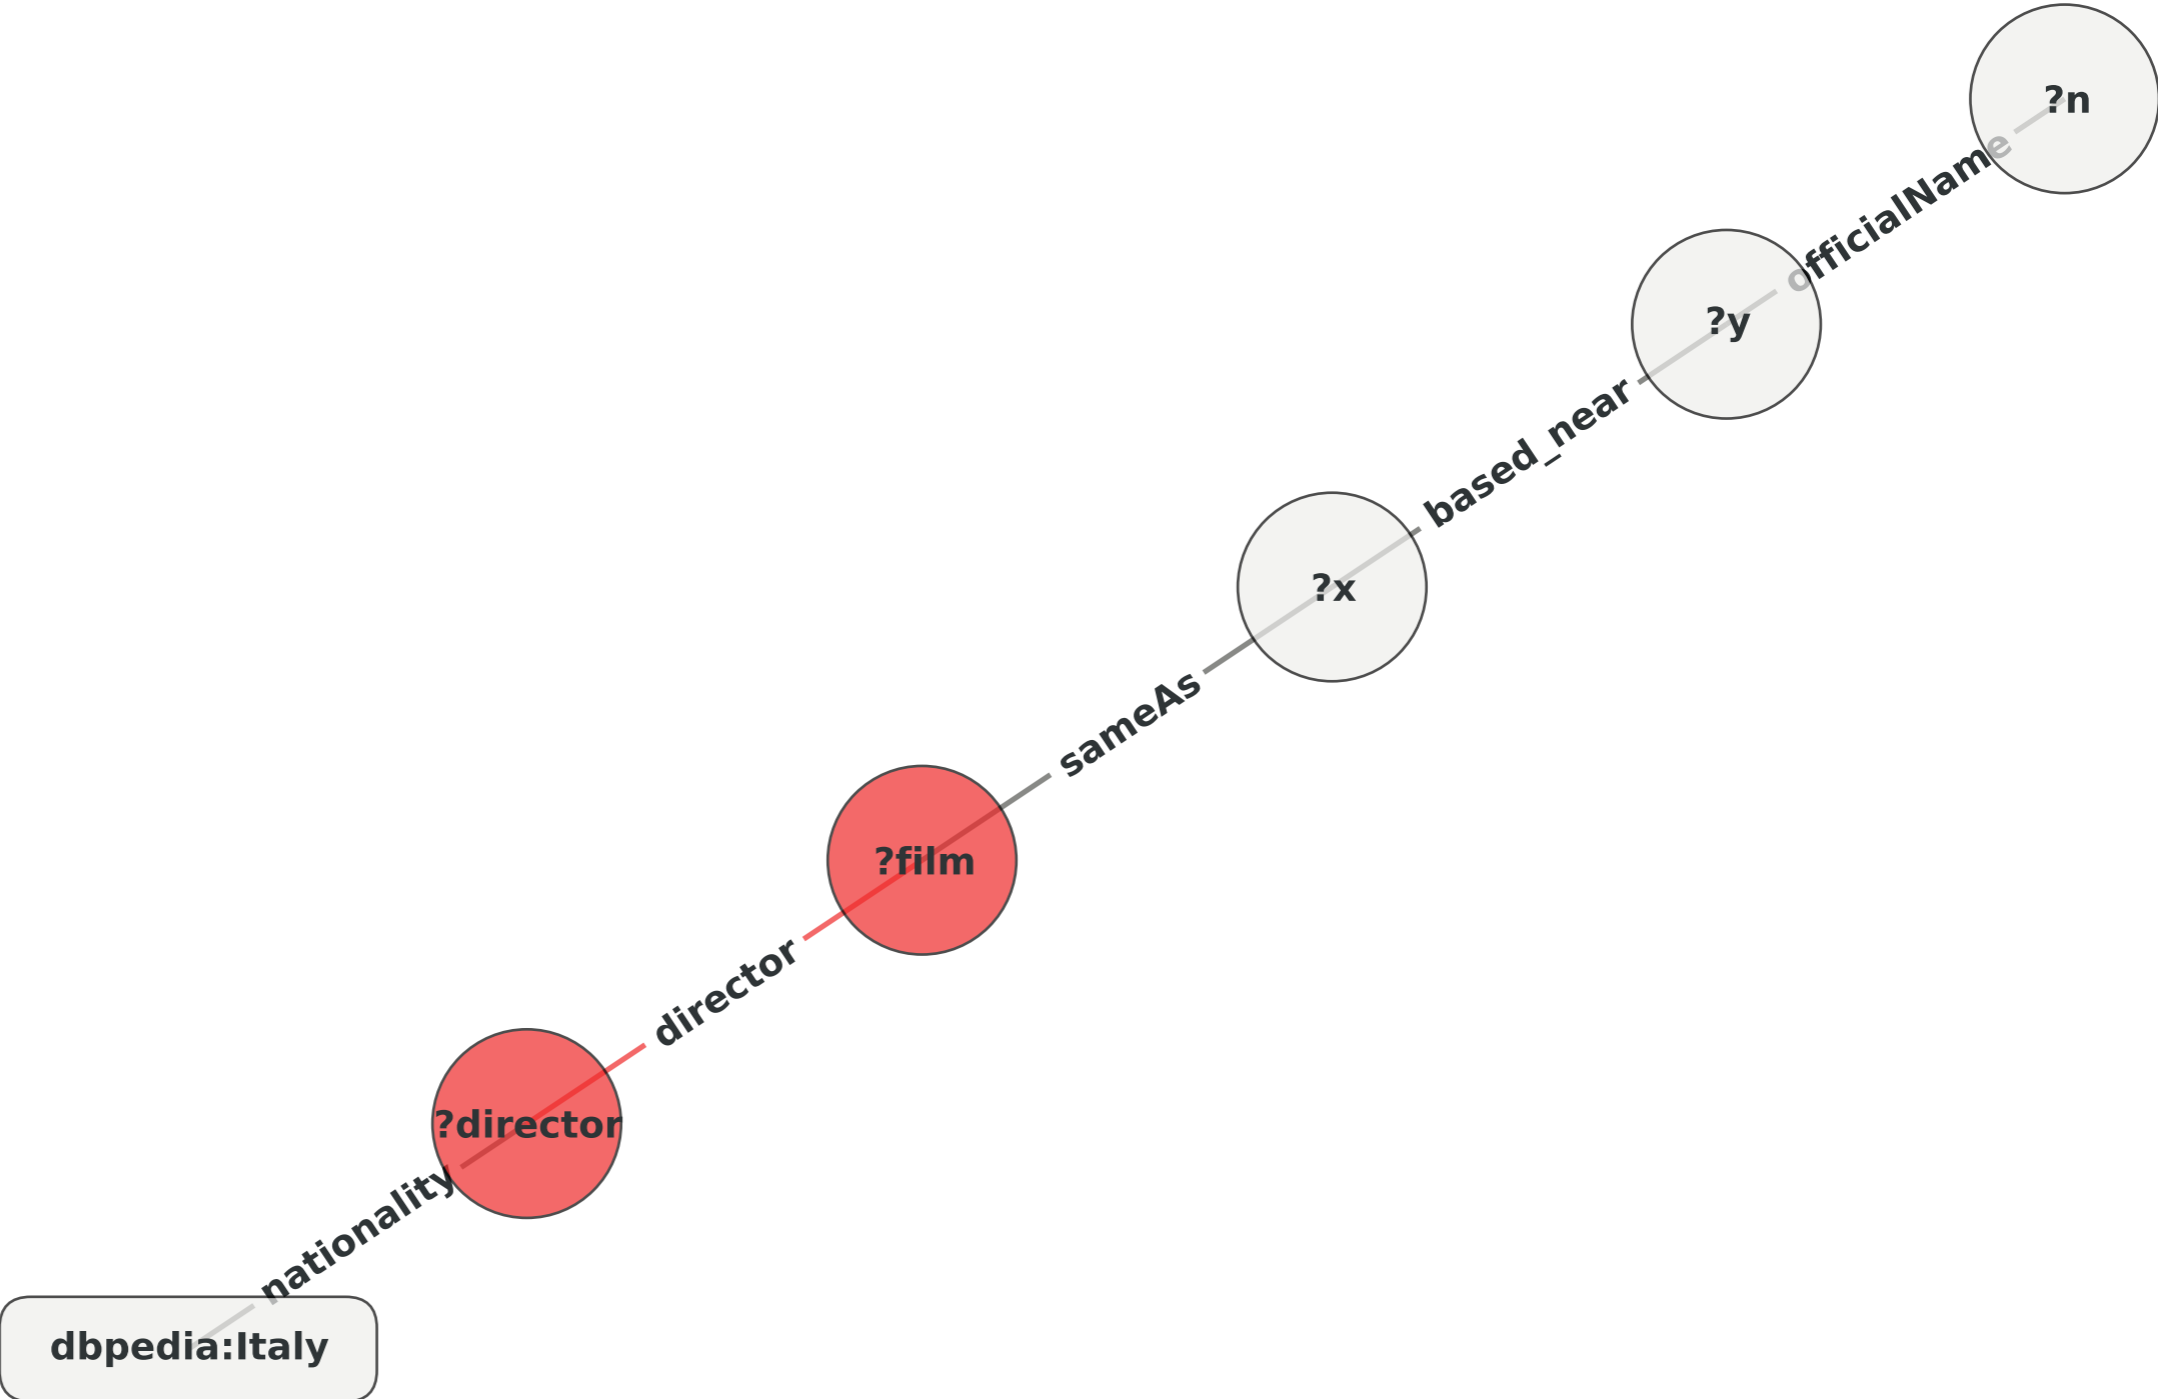 ?n
officialName
?y
based_near
?x
sameAs
?film
director
?director
nationality
dbpedia:Italy